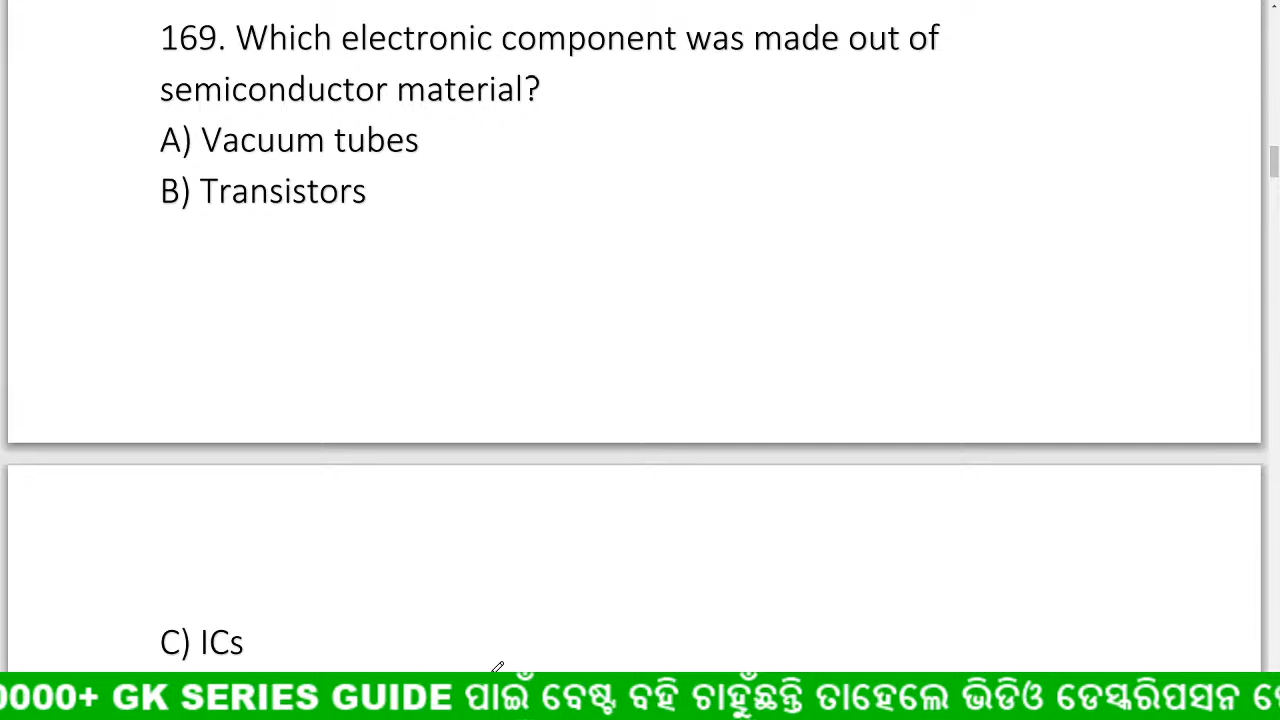 169. Which electronic component was made out of
semiconductor material?
A) Vacuum tubes
B) Transistors
C) ICs
0000+ GK SERIES GUIDE ପାଇଁ ବେଷ୍ଟ ବହି ଚାହୁଁଛନ୍ତି ତାହେଲେ ଭିଡିଓ ଡେସ୍କରିପସନ